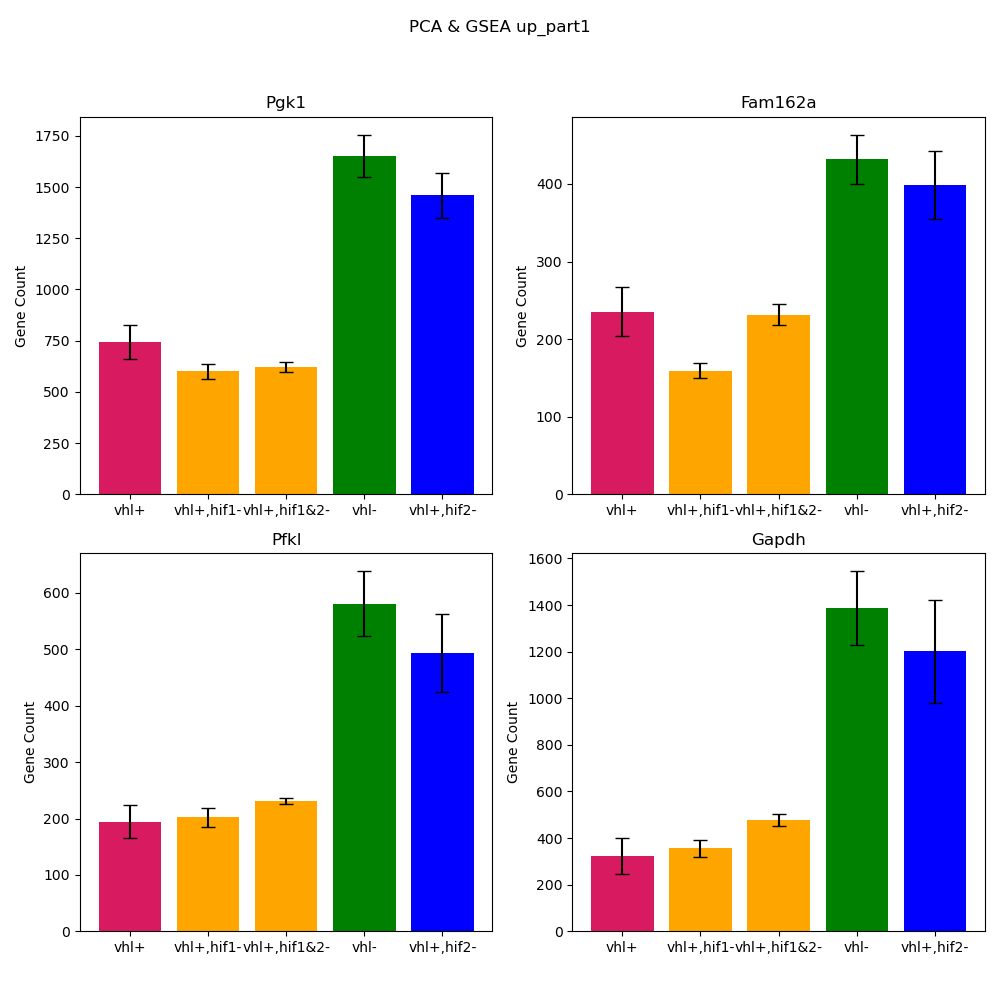 PCA & GSEA up_part1
Pgk1
Gene Count
1750
1500
1250
1000
750
500
250
0
vhl+
vhl+,hif1-
vhl+,hif1&2-
vhl-
vhl+,hif2-
Fam162a
Gene Count
400
300
200
100
0
vhl+
vhl+,hif1-
vhl+,hif1&2-
vhl-
vhl+,hif2-
Pfkl
Gene Count
600
500
400
300
200
100
0
vhl+
vhl+,hif1-
vhl+,hif1&2-
vhl-
vhl+,hif2-
Gapdh
Gene Count
1600
1400
1200
1000
800
600
400
200
0
vhl+
vhl+,hif1-
vhl+,hif1&2-
vhl-
vhl+,hif2-